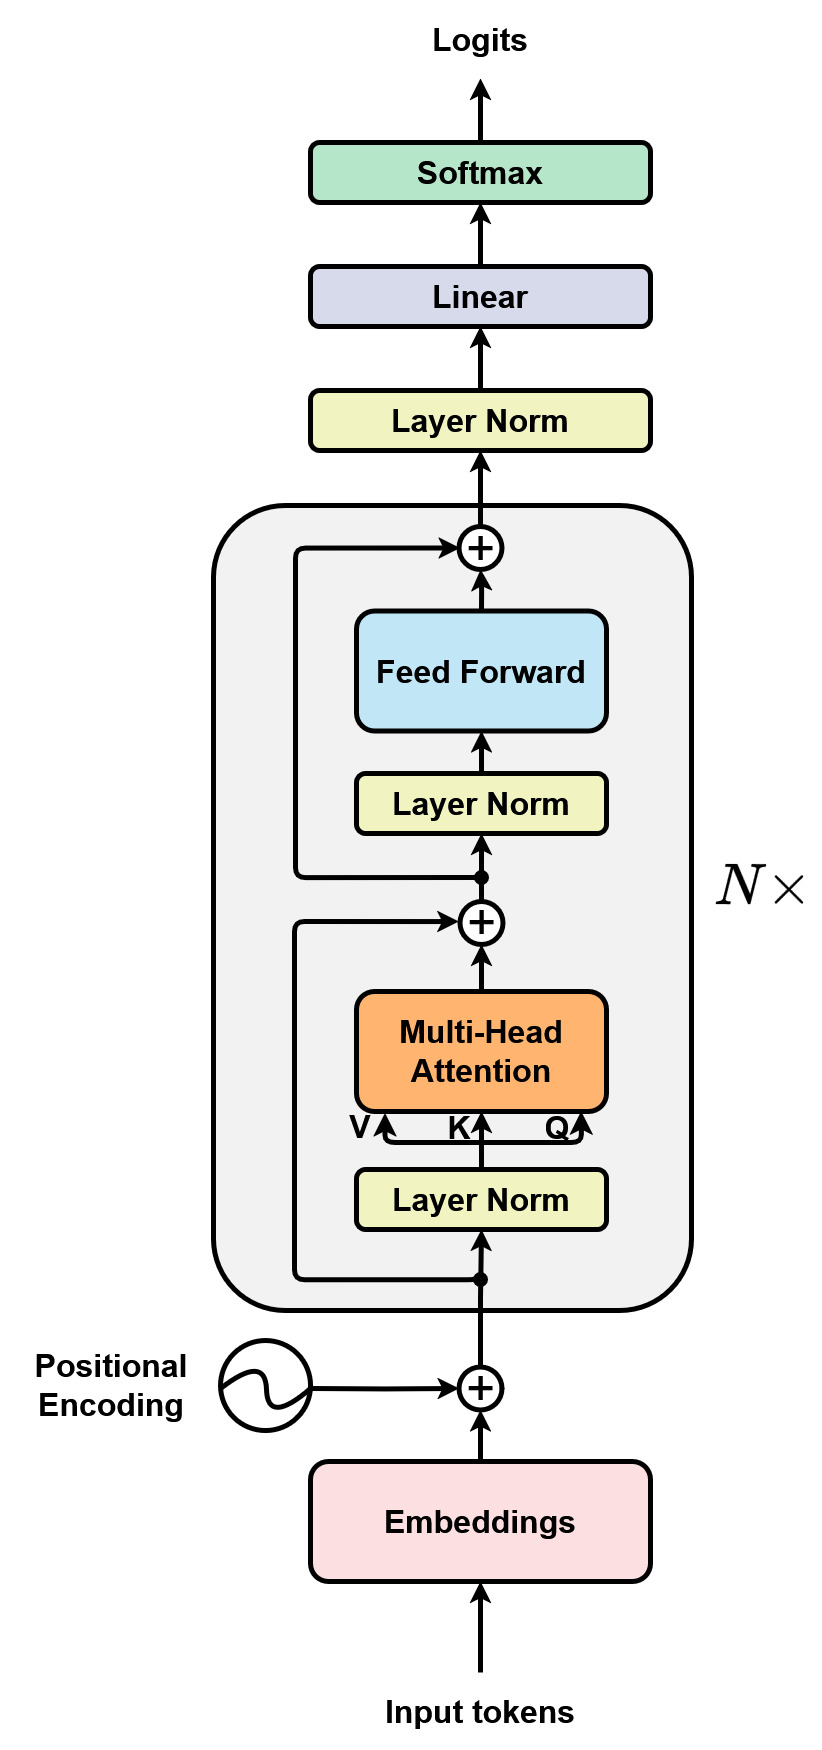 Logits
Softmax
Linear
Layer Norm
Feed Forward
Layer Norm
N×
Multi-Head
Attention
V K Q
Layer Norm
Positional
Encoding
Embeddings
Input tokens